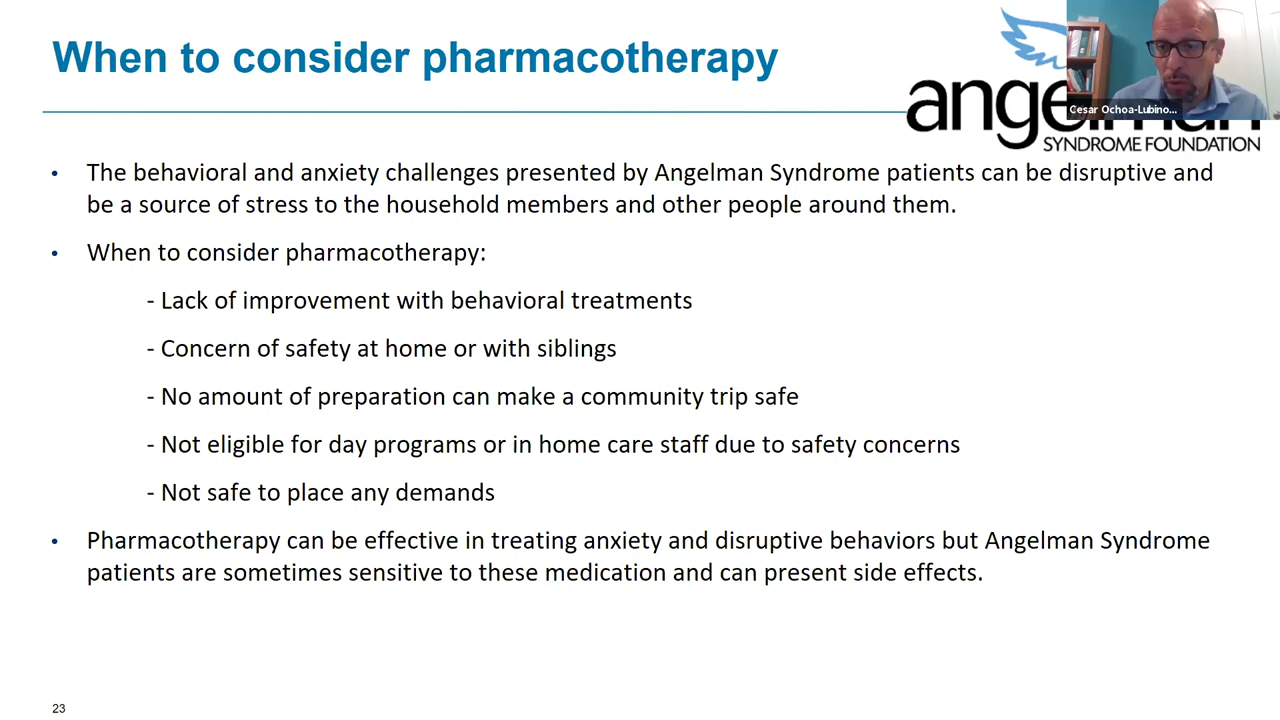 When to consider pharmacotherapy
angelman
SYNDROME FOUNDATION
Cesar Ochoa-Lubino...
• The behavioral and anxiety challenges presented by Angelman Syndrome patients can be disruptive and
be a source of stress to the household members and other people around them.
• When to consider pharmacotherapy:
- Lack of improvement with behavioral treatments
- Concern of safety at home or with siblings
- No amount of preparation can make a community trip safe
- Not eligible for day programs or in home care staff due to safety concerns
- Not safe to place any demands
• Pharmacotherapy can be effective in treating anxiety and disruptive behaviors but Angelman Syndrome
patients are sometimes sensitive to these medication and can present side effects.
23